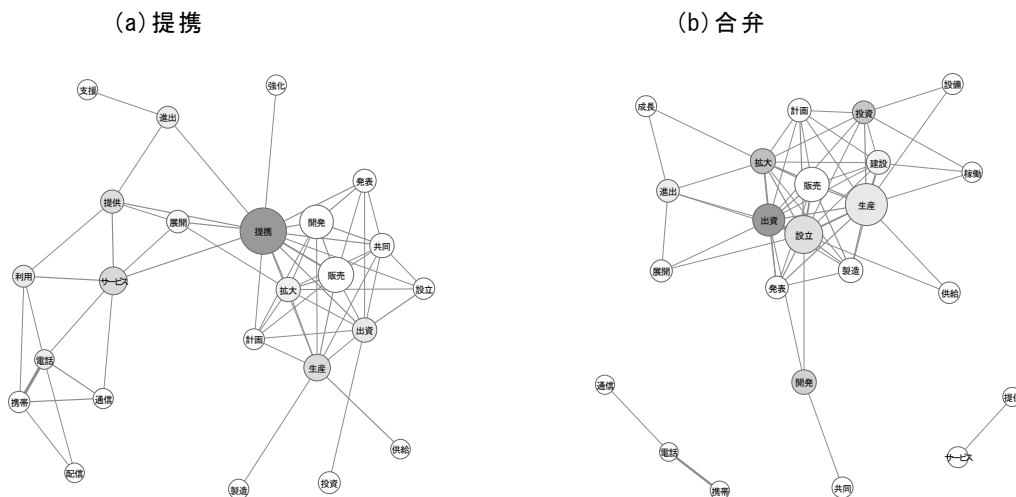 (a)提携
(b)合弁
支援
強化
進出
発表
提供
展開
開発
提携
共同
利用
サービス
販売
拡大
設立
計画
出資
電話
生産
携帯
通信
配信
供給
製造
投資
設備
成長
計画
投資
拡大
建設
稼働
進出
販売
生産
出資
設立
展開
製造
発表
供給
通信
開発
提供
電話
サービス
携帯
共同